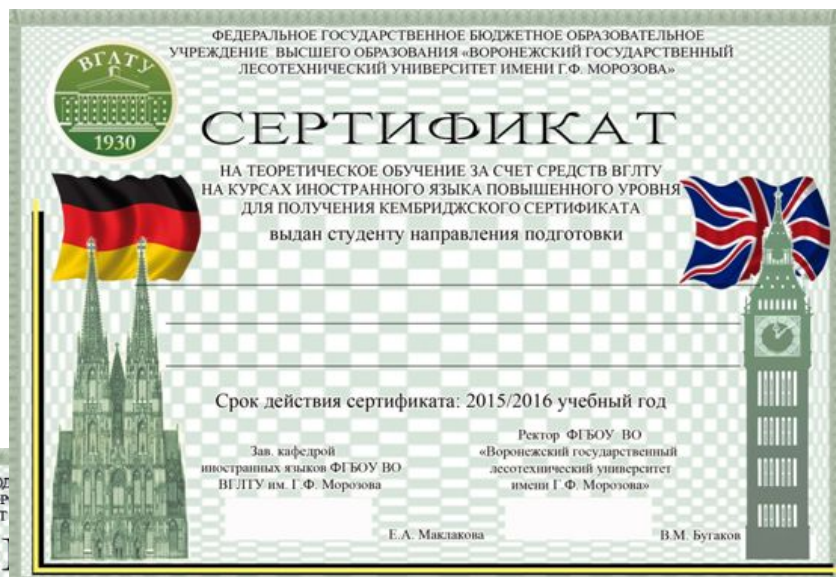 ФЕДЕРАЛЬНОЕ ГОСУДАРСТВЕННОЕ БЮДЖЕТНОЕ ОБРАЗОВАТЕЛЬНОЕ
УЧРЕЖДЕНИЕ ВЫСШЕГО ОБРАЗОВАНИЯ «ВОРОНЕЖСКИЙ ГОСУДАРСТВЕННЫЙ
ЛЕСОТЕХНИЧЕСКИЙ УНИВЕРСИТЕТ ИМЕНИ Г.Ф. МОРОЗОВА»
ВГЛТУ
1930
СЕРТИФИКАТ
НА ТЕОРЕТИЧЕСКОЕ ОБУЧЕНИЕ ЗА СЧЕТ СРЕДСТВ ВГЛТУ
НА КУРСАХ ИНОСТРАННОГО ЯЗЫКА ПОВЫШЕННОГО УРОВНЯ
ДЛЯ ПОЛУЧЕНИЯ КЕМБРИДЖСКОГО СЕРТИФИКАТА
выдан студенту направления подготовки
Срок действия сертификата: 2015/2016 учебный год
Зав. кафедрой
иностранных языков ФГБОУ ВО
ВГЛТУ им. Г.Ф. Морозова
Е.А. Маклакова
Ректор ФГБОУ ВО
«Воронежский государственный
лесотехнический университет
имени Г.Ф. Морозова»
В.М. Бугаков